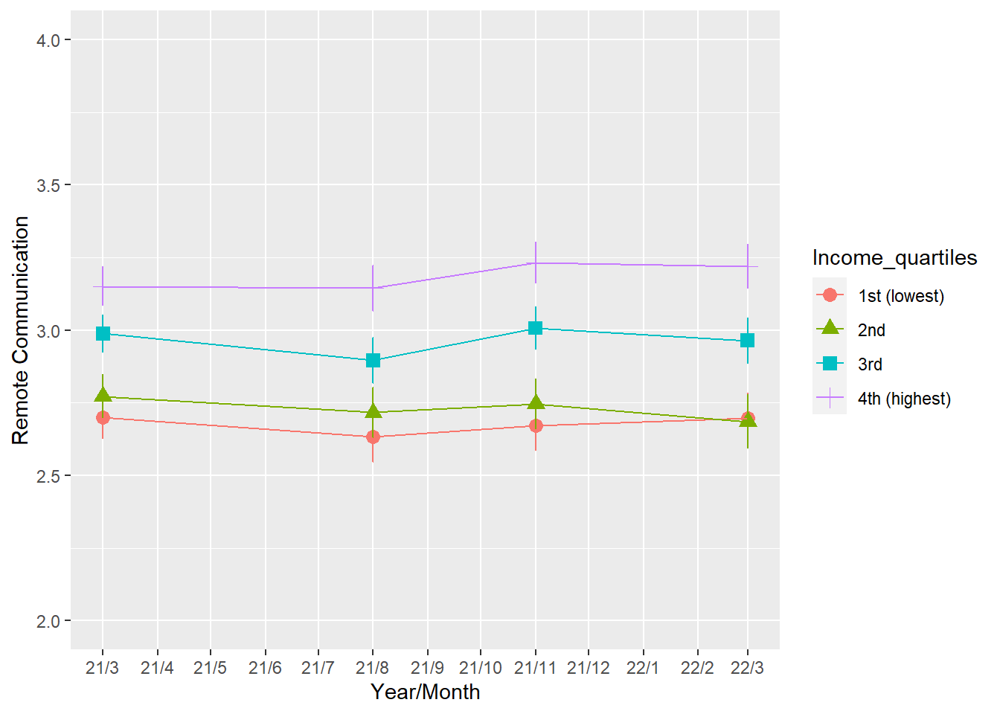 4.0
3.5
3.0
2.5
2.0
Remote Communication
21/3 21/4 21/5 21/6 21/7 21/8 21/9 21/10 21/11 21/12 22/1 22/2 22/3
Year/Month
Income_quartiles
1st (lowest)
2nd
3rd
4th (highest)